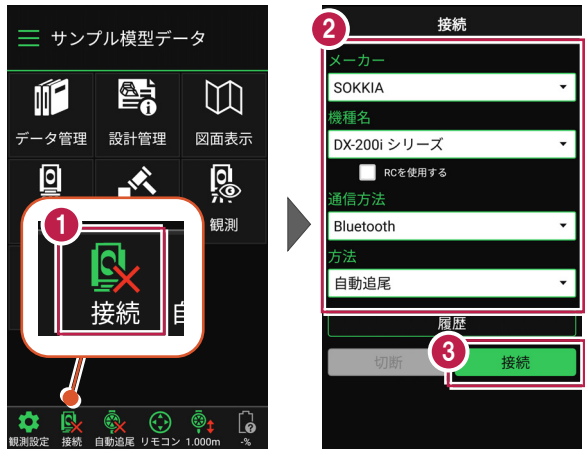 サンプル模型データ
データ管理
設計管理
図面表示
観測
1
接続
観測設定
接続
自動追尾
リモコン
1.000m
-%
2
接続
メーカー
SOKKIA
機種名
DX-200i シリーズ
RCを使用する
通信方法
Bluetooth
方法
自動追尾
履歴
3
切断
接続